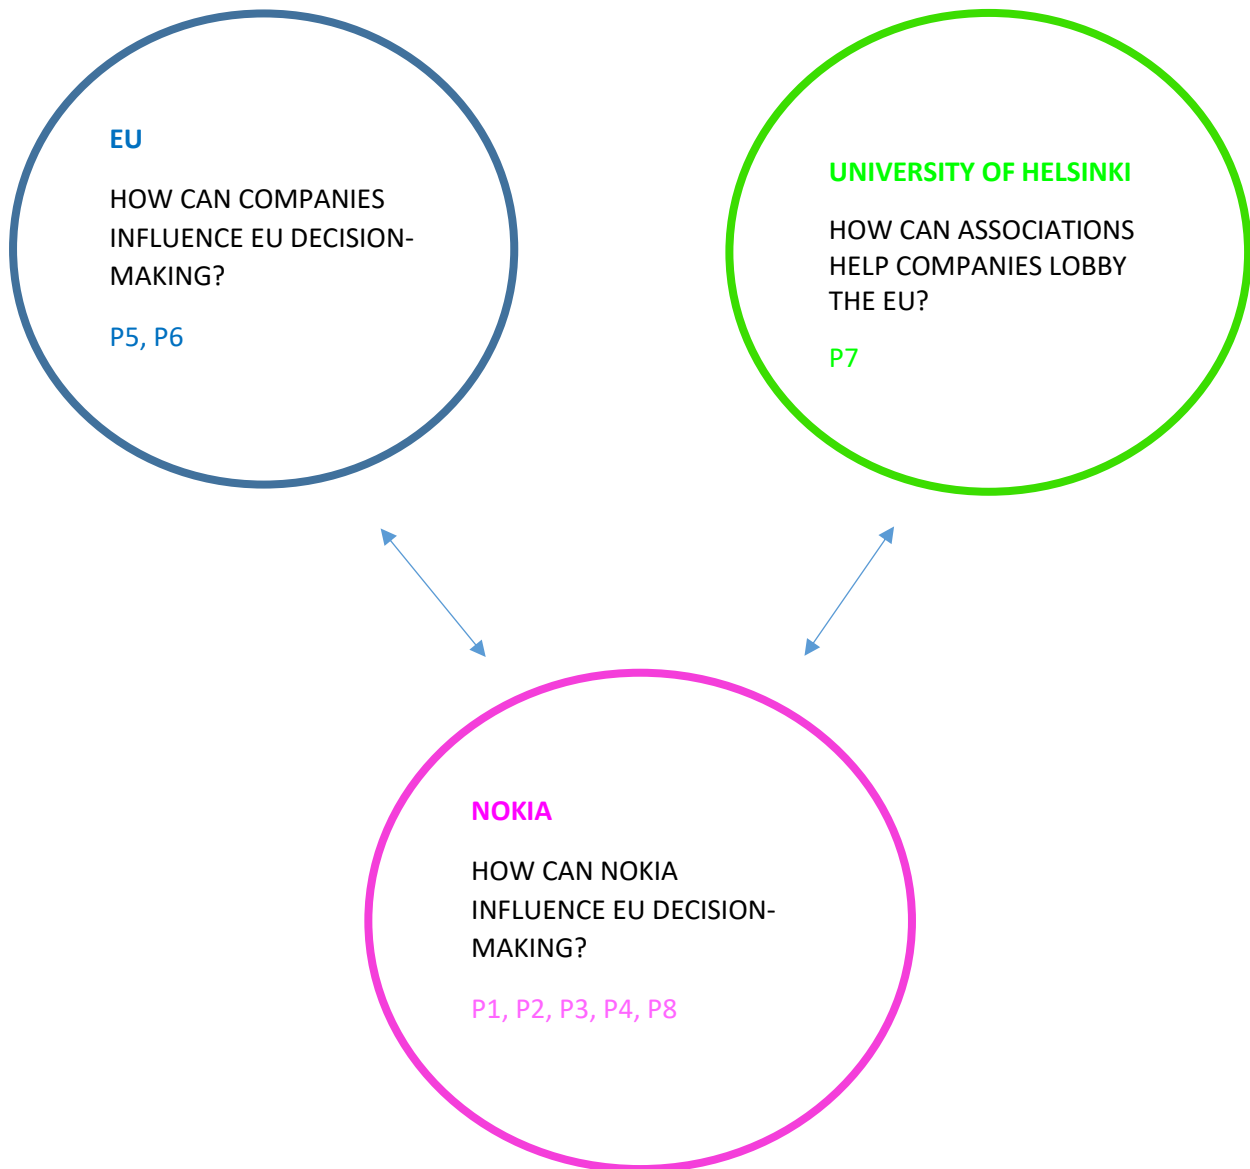 EU
HOW CAN COMPANIES
INFLUENCE EU DECISION-
MAKING?
P5, P6
UNIVERSITY OF HELSINKI
HOW CAN ASSOCIATIONS
HELP COMPANIES LOBBY
THE EU?
P7
NOKIA
HOW CAN NOKIA
INFLUENCE EU DECISION-
MAKING?
P1, P2, P3, P4, P8